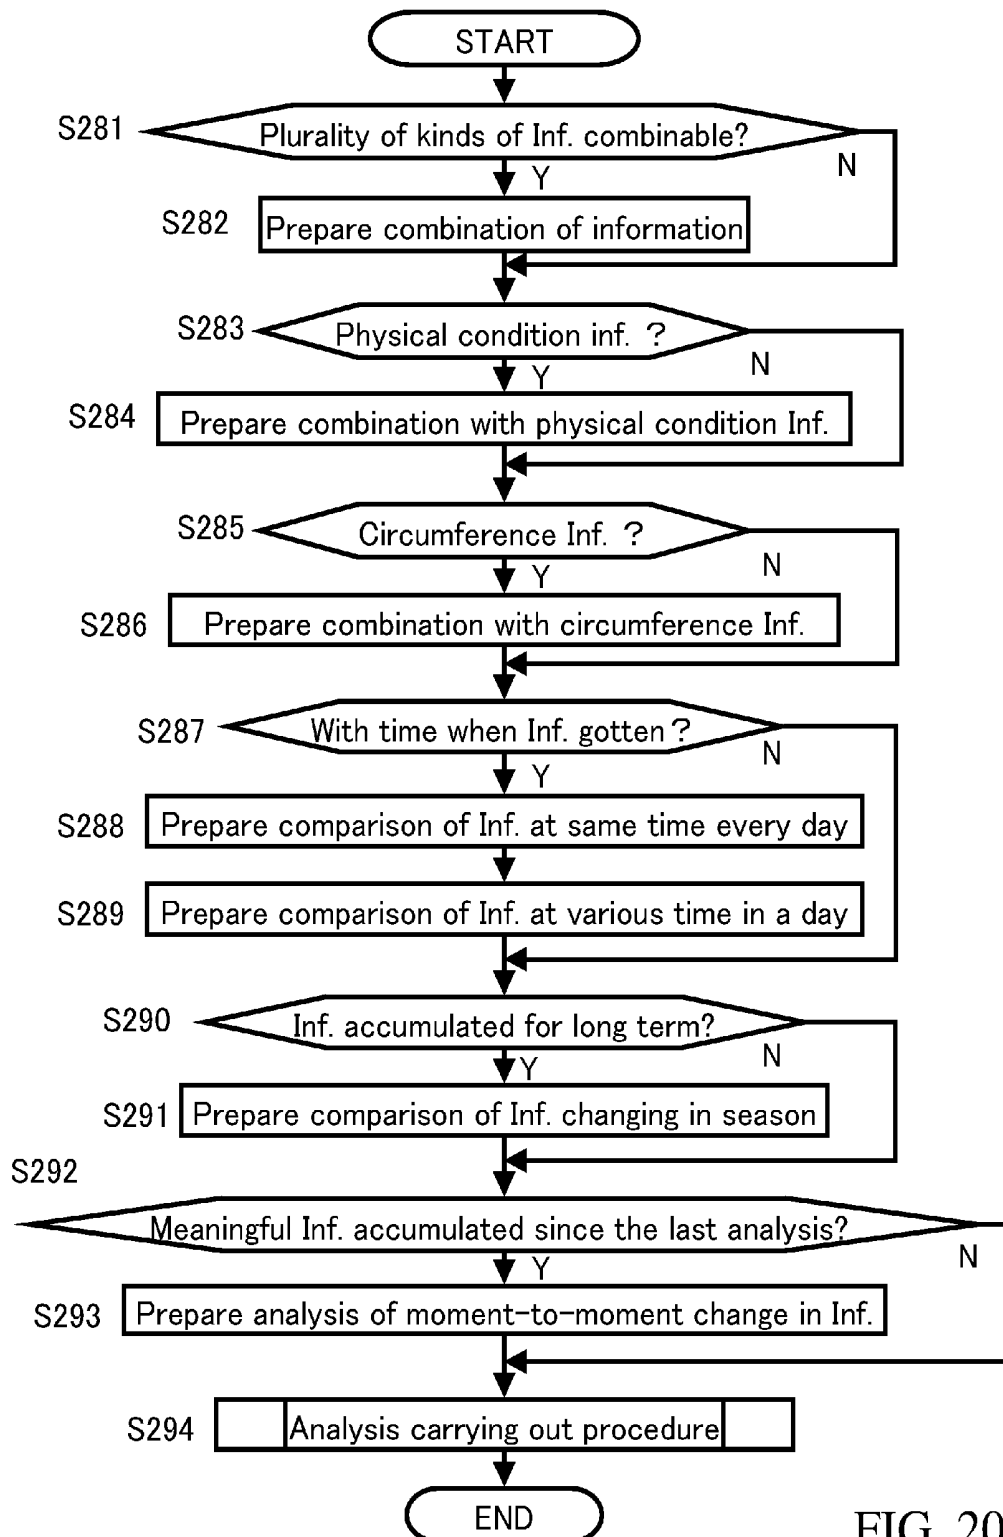 START
S281
Plurality of kinds of Inf. combinable?
N
Y
S282
Prepare combination of information
S283
Physical condition inf. ?
N
Y
S284
Prepare combination with physical condition Inf.
S285
Circumference Inf. ?
N
Y
S286
Prepare combination with circumference Inf.
S287
With time when Inf. gotten ?
N
Y
S288
Prepare comparison of Inf. at same time every day
S289
Prepare comparison of Inf. at various time in a day
S290
Inf. accumulated for long term?
N
Y
S291
Prepare comparison of Inf. changing in season
S292
Meaningful Inf. accumulated since the last analysis?
N
Y
S293
Prepare analysis of moment-to-moment change in Inf.
S294
Analysis carrying out procedure
END
FIG. 20